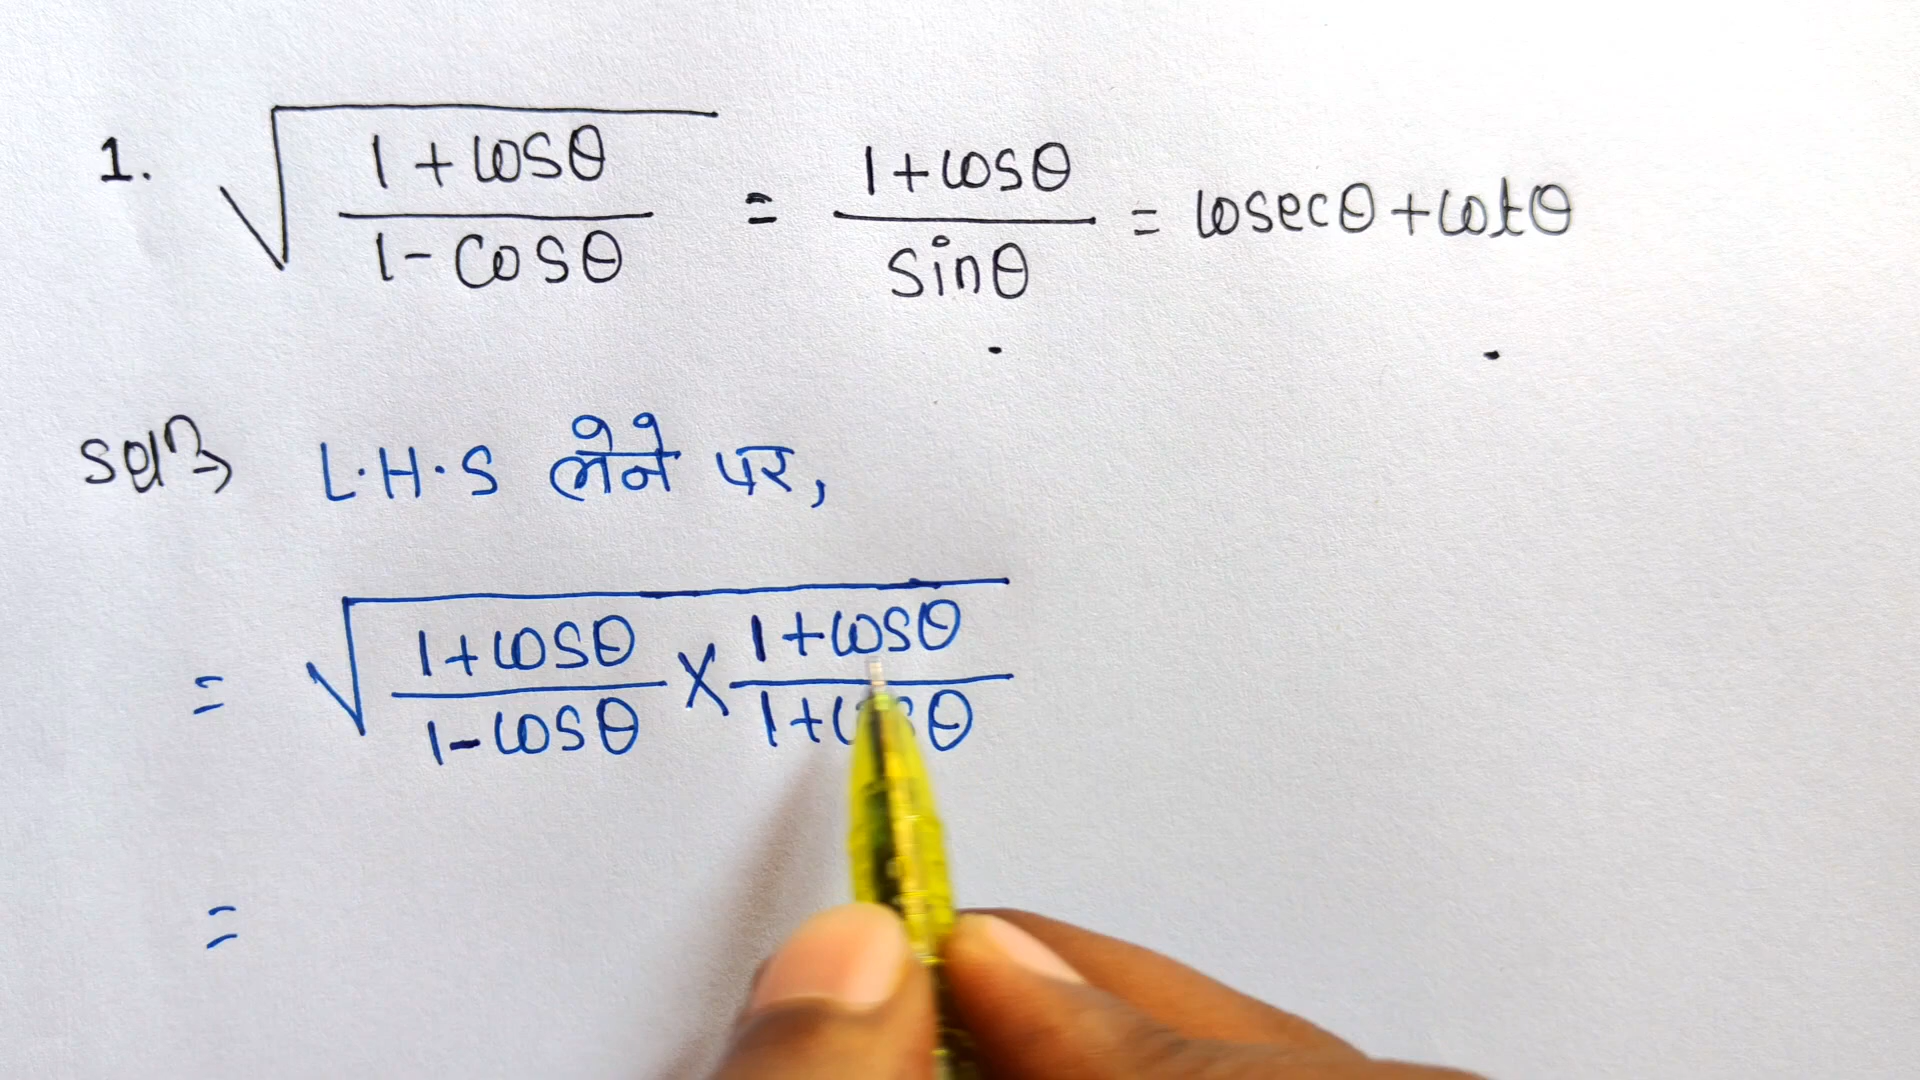 1. √(1+cosθ / 1-cosθ) = 1+cosθ / sinθ = cosecθ+cotθ
Solⁿ→ L.H.S लेने पर,
= √(1+cosθ / 1-cosθ × 1+cosθ / 1+cosθ)
=